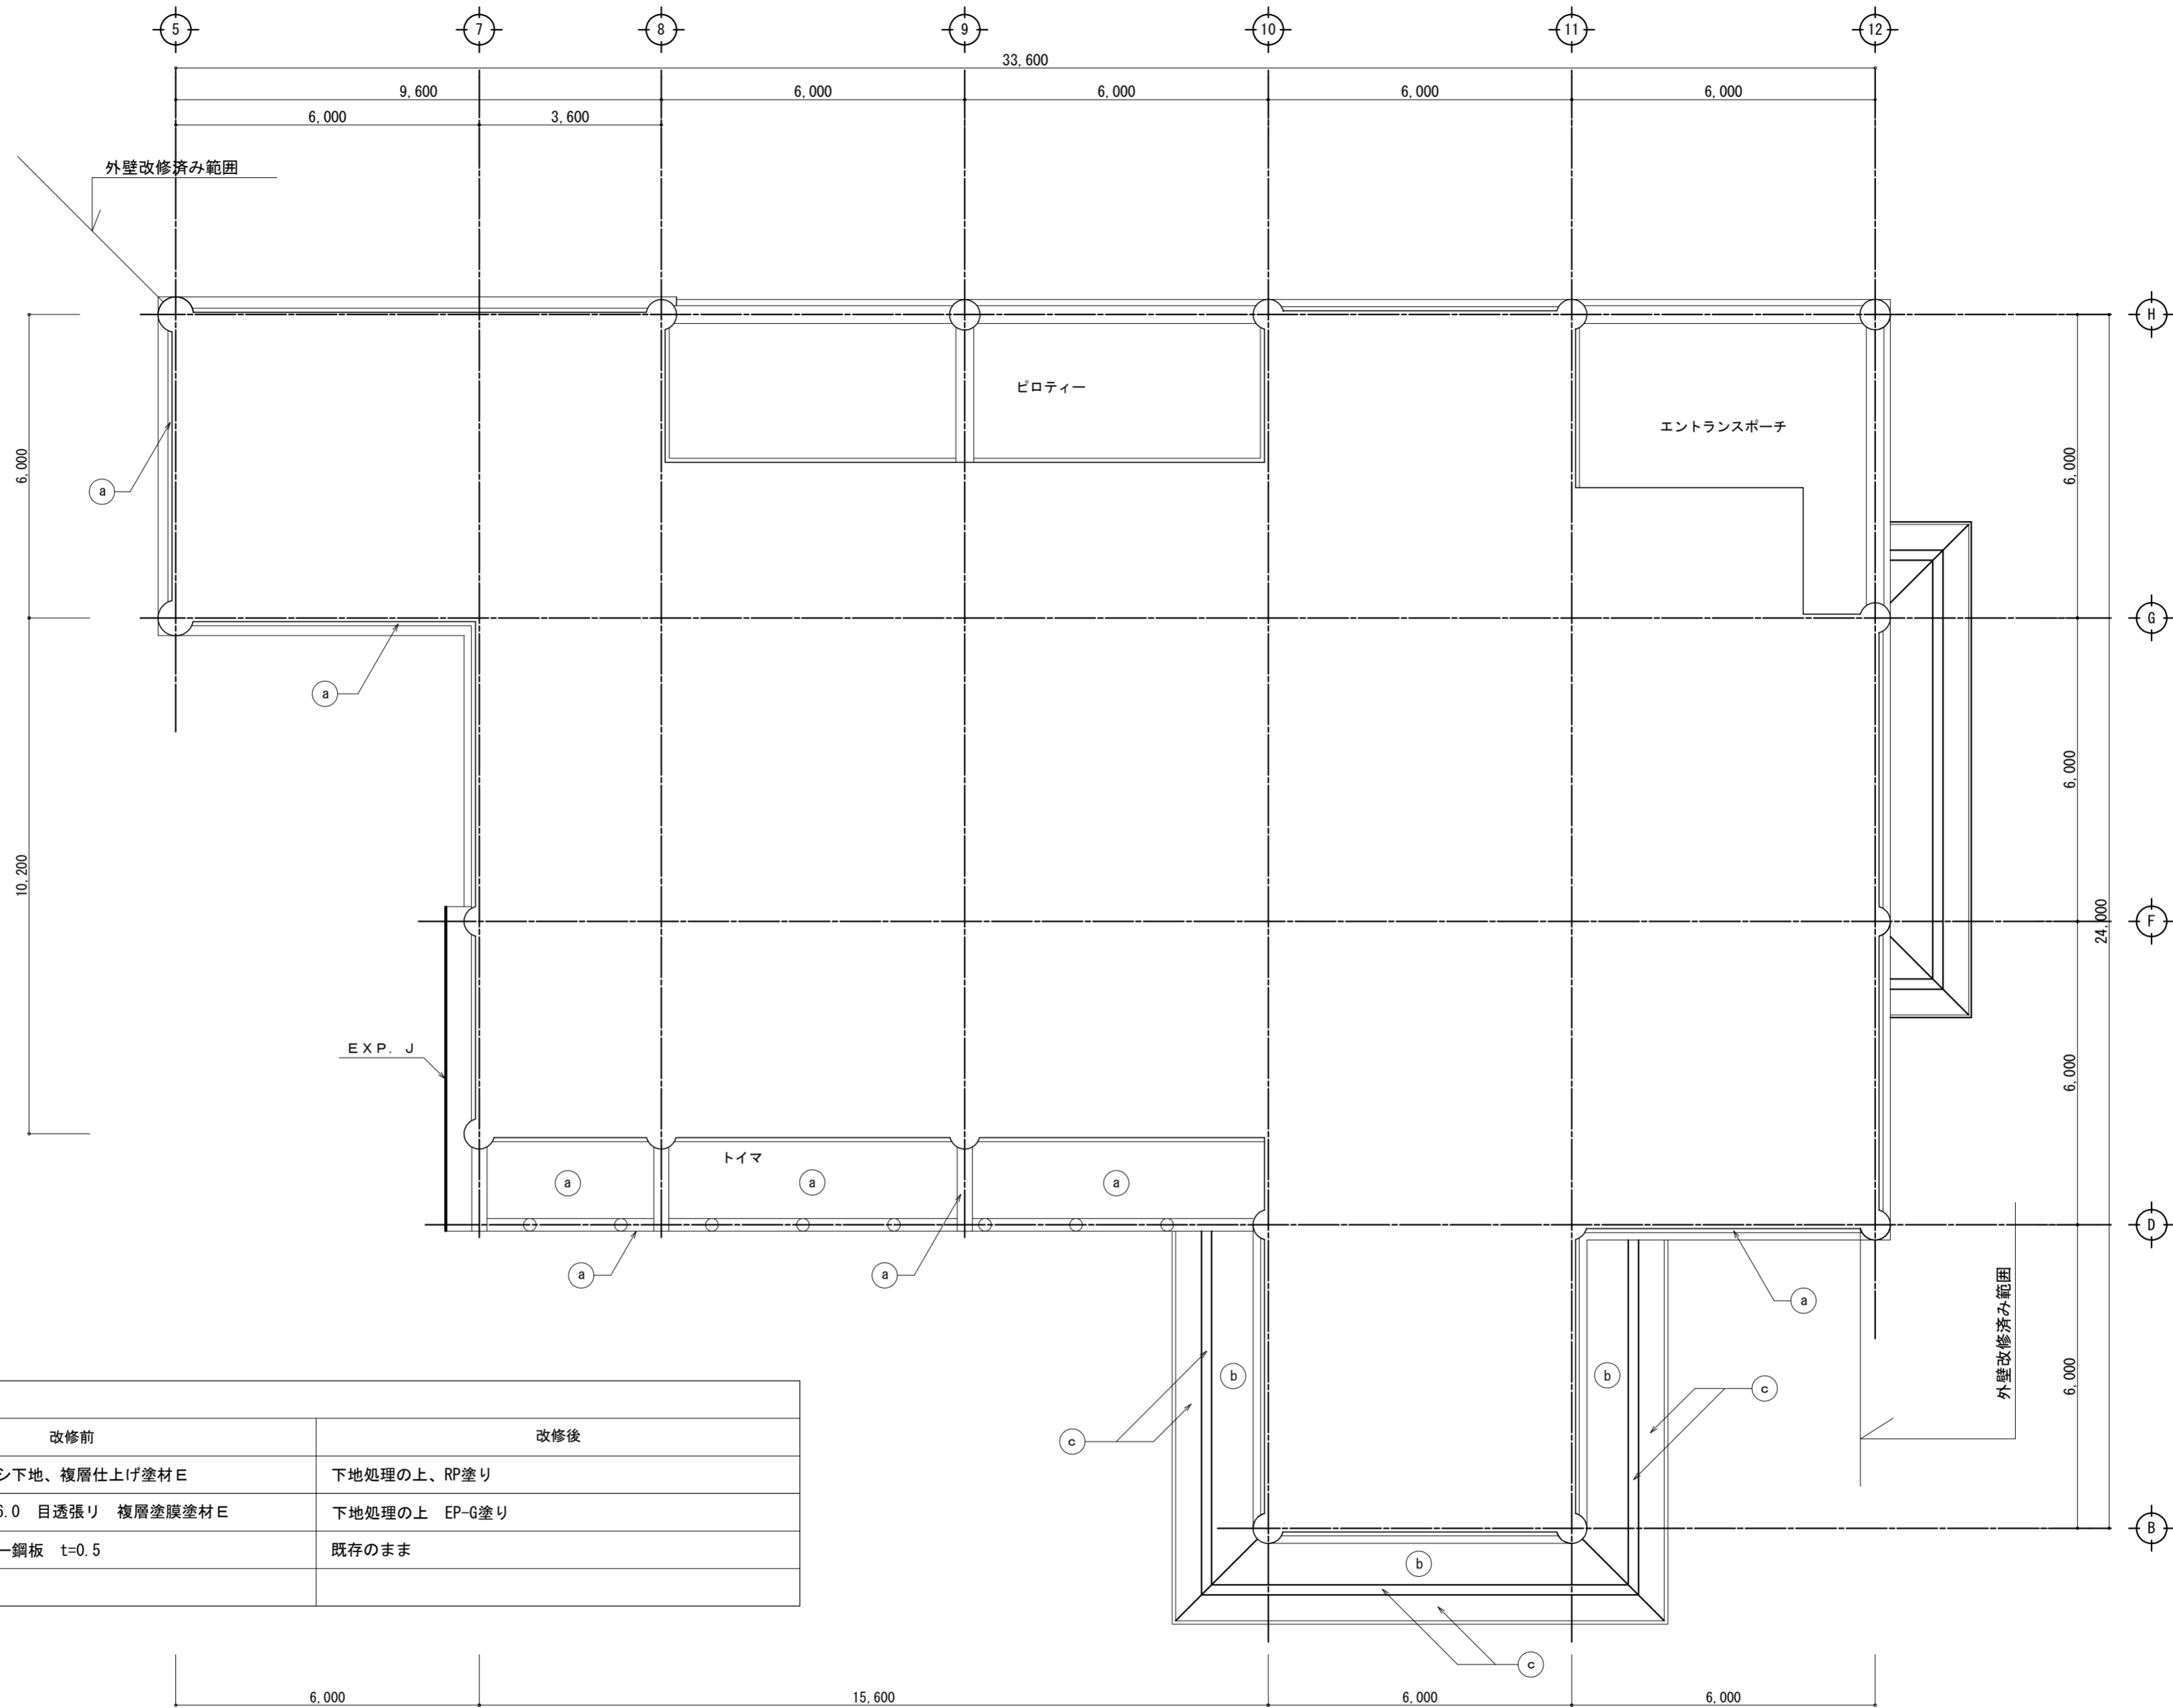 5 7 8 9 10 11 12
33,600
9,600 6,000 6,000 6,000 6,000
6,000 3,600
外壁改修済み範囲
H
ピロティー
エントランスポーチ
6,000 6,000
a
G
a
6,000
10,200
F
24,000
EXP. J
6,000
トイマ
a a a
D
a a
a
外壁改修済み範囲
b b
c
c
6,000
改修前 改修後
シ下地、複層仕上げ塗材E 下地処理の上、RP塗り
6.0 目透張り 複層塗膜塗材E 下地処理の上 EP-G塗り
ー鋼板 t=0.5 既存のまま
B
b
c
6,000 15,600 6,000 6,000